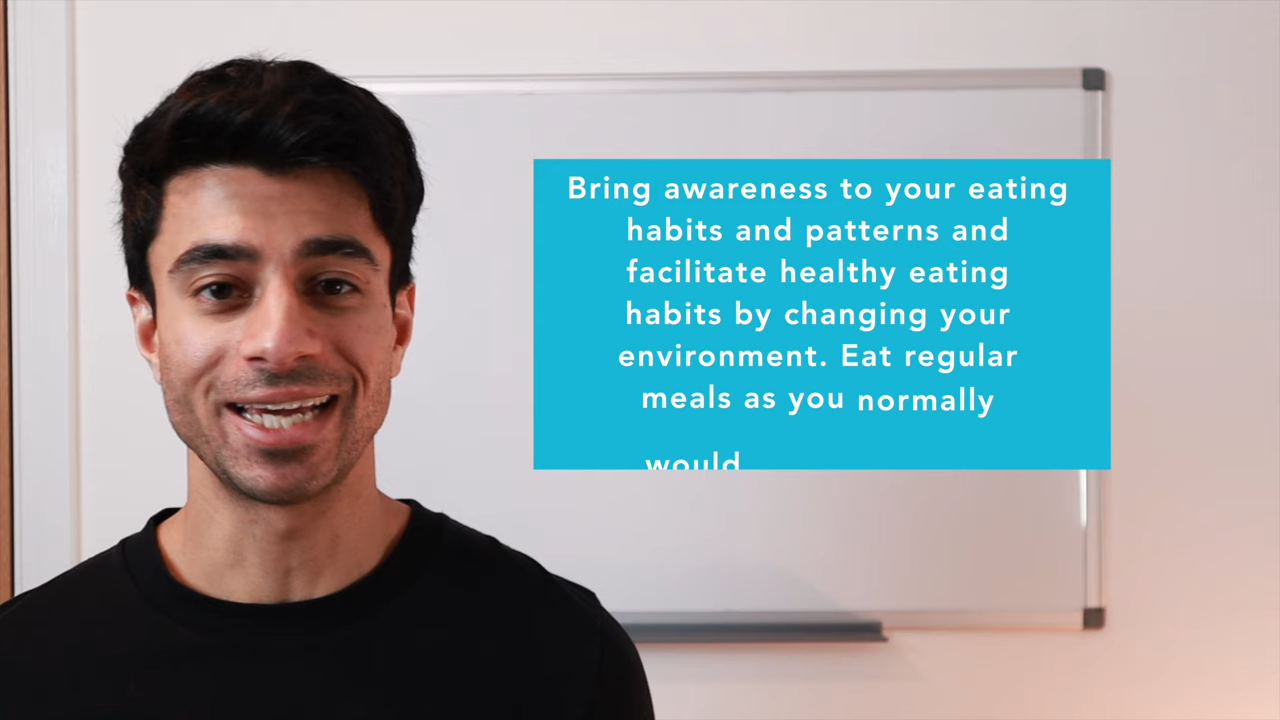 Bring awareness to your eating
habits and patterns and
facilitate healthy eating
habits by changing your
environment. Eat regular
meals as you normally
would